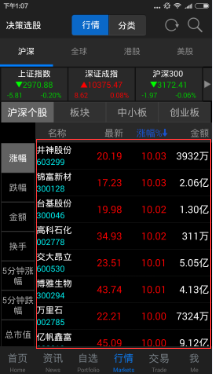 下午1:07
决策选股 行情 分类
沪深 全球 港股 美股
上证指数 深证成指 沪深300
▼2970.88 ▲10375.47 ▼3172.41
-5.81 -0.20% -1.97 -0.06%
沪深个股 板块 中小板 创业板
名称 最新 涨幅% 金额
涨幅
跌幅
金额
换手
5分钟涨幅
5分钟跌幅
总市值
井神股份 603299 20.19 10.03 3932万
锦富新材 300128 17.23 10.03 2.06亿
台基股份 300046 19.98 10.02 1.30亿
高科石化 002778 34.93 10.02 311万
交大昂立 600530 23.51 10.01 5.05亿
博雅生物 300294 43.74 10.01 4.13亿
万里石 002785 22.21 10.00 7324万
亿帆鑫富 45.09 10.00 9.12亿
首页 资讯 自选 行情 交易 我
Home News Portfolio Markets Trade Me